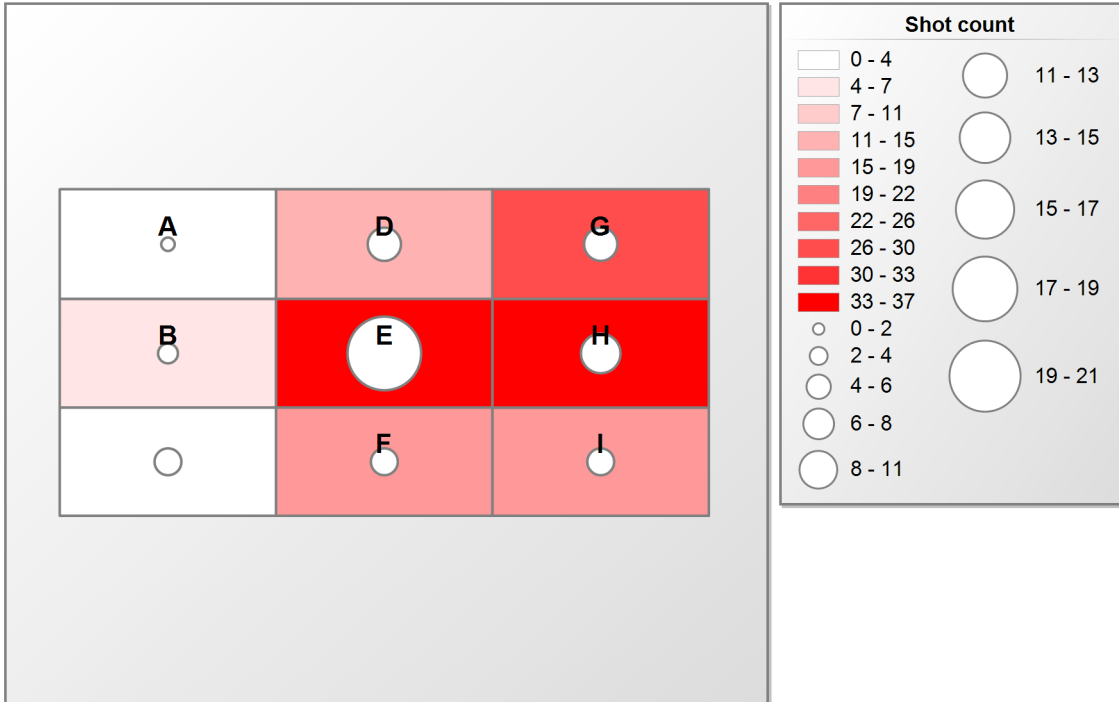 Shot count
0 - 4
4 - 7
7 - 11
11 - 15
15 - 19
19 - 22
22 - 26
26 - 30
30 - 33
33 - 37
0 - 2
2 - 4
4 - 6
6 - 8
8 - 11
11 - 13
13 - 15
15 - 17
17 - 19
19 - 21
A
D
G
B
E
H
F
I